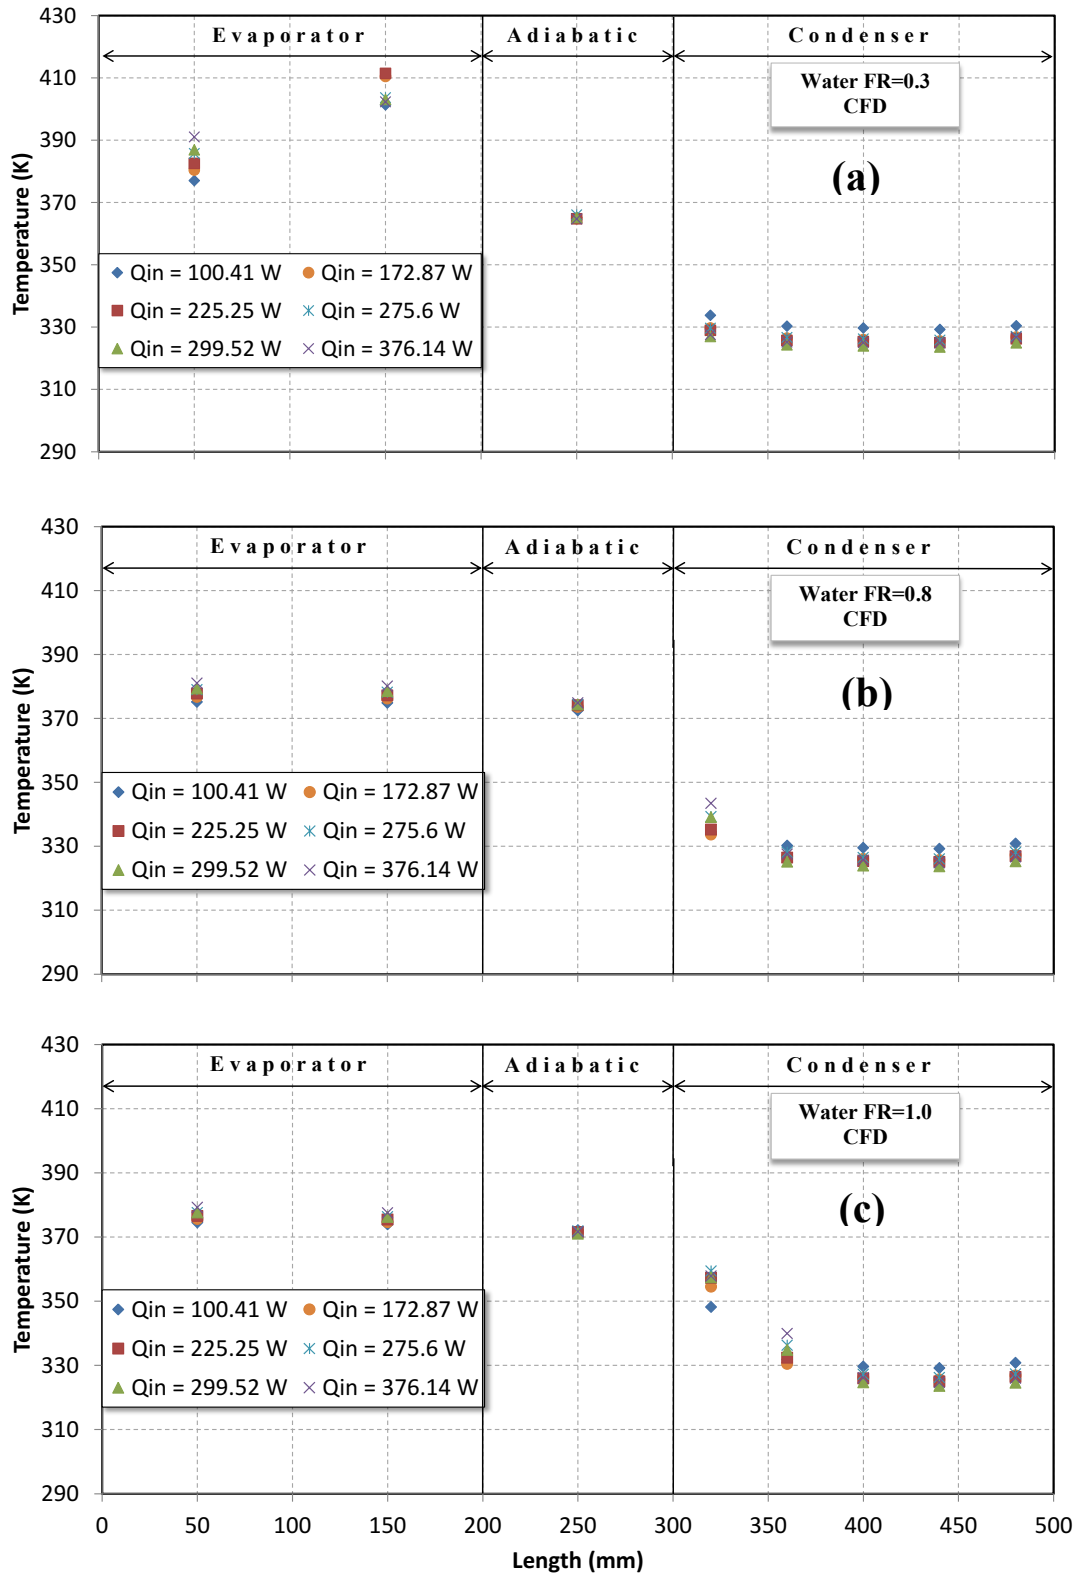 430
Evaporator Adiabatic Condenser
410
Water FR=0.3
CFD
390
(a)
370
350
Qin = 100.41 W Qin = 172.87 W
330
Qin = 225.25 W Qin = 275.6 W
310
Qin = 299.52 W Qin = 376.14 W
290
Temperature (K)
430
Evaporator Adiabatic Condenser
410
Water FR=0.8
CFD
390
(b)
370
350
Qin = 100.41 W Qin = 172.87 W
330
Qin = 225.25 W Qin = 275.6 W
310
Qin = 299.52 W Qin = 376.14 W
290
Temperature (K)
430
Evaporator Adiabatic Condenser
410
Water FR=1.0
CFD
390
(c)
370
350
Qin = 100.41 W Qin = 172.87 W
330
Qin = 225.25 W Qin = 275.6 W
310
Qin = 299.52 W Qin = 376.14 W
290
Temperature (K)
0 50 100 150 200 250 300 350 400 450 500
Length (mm)